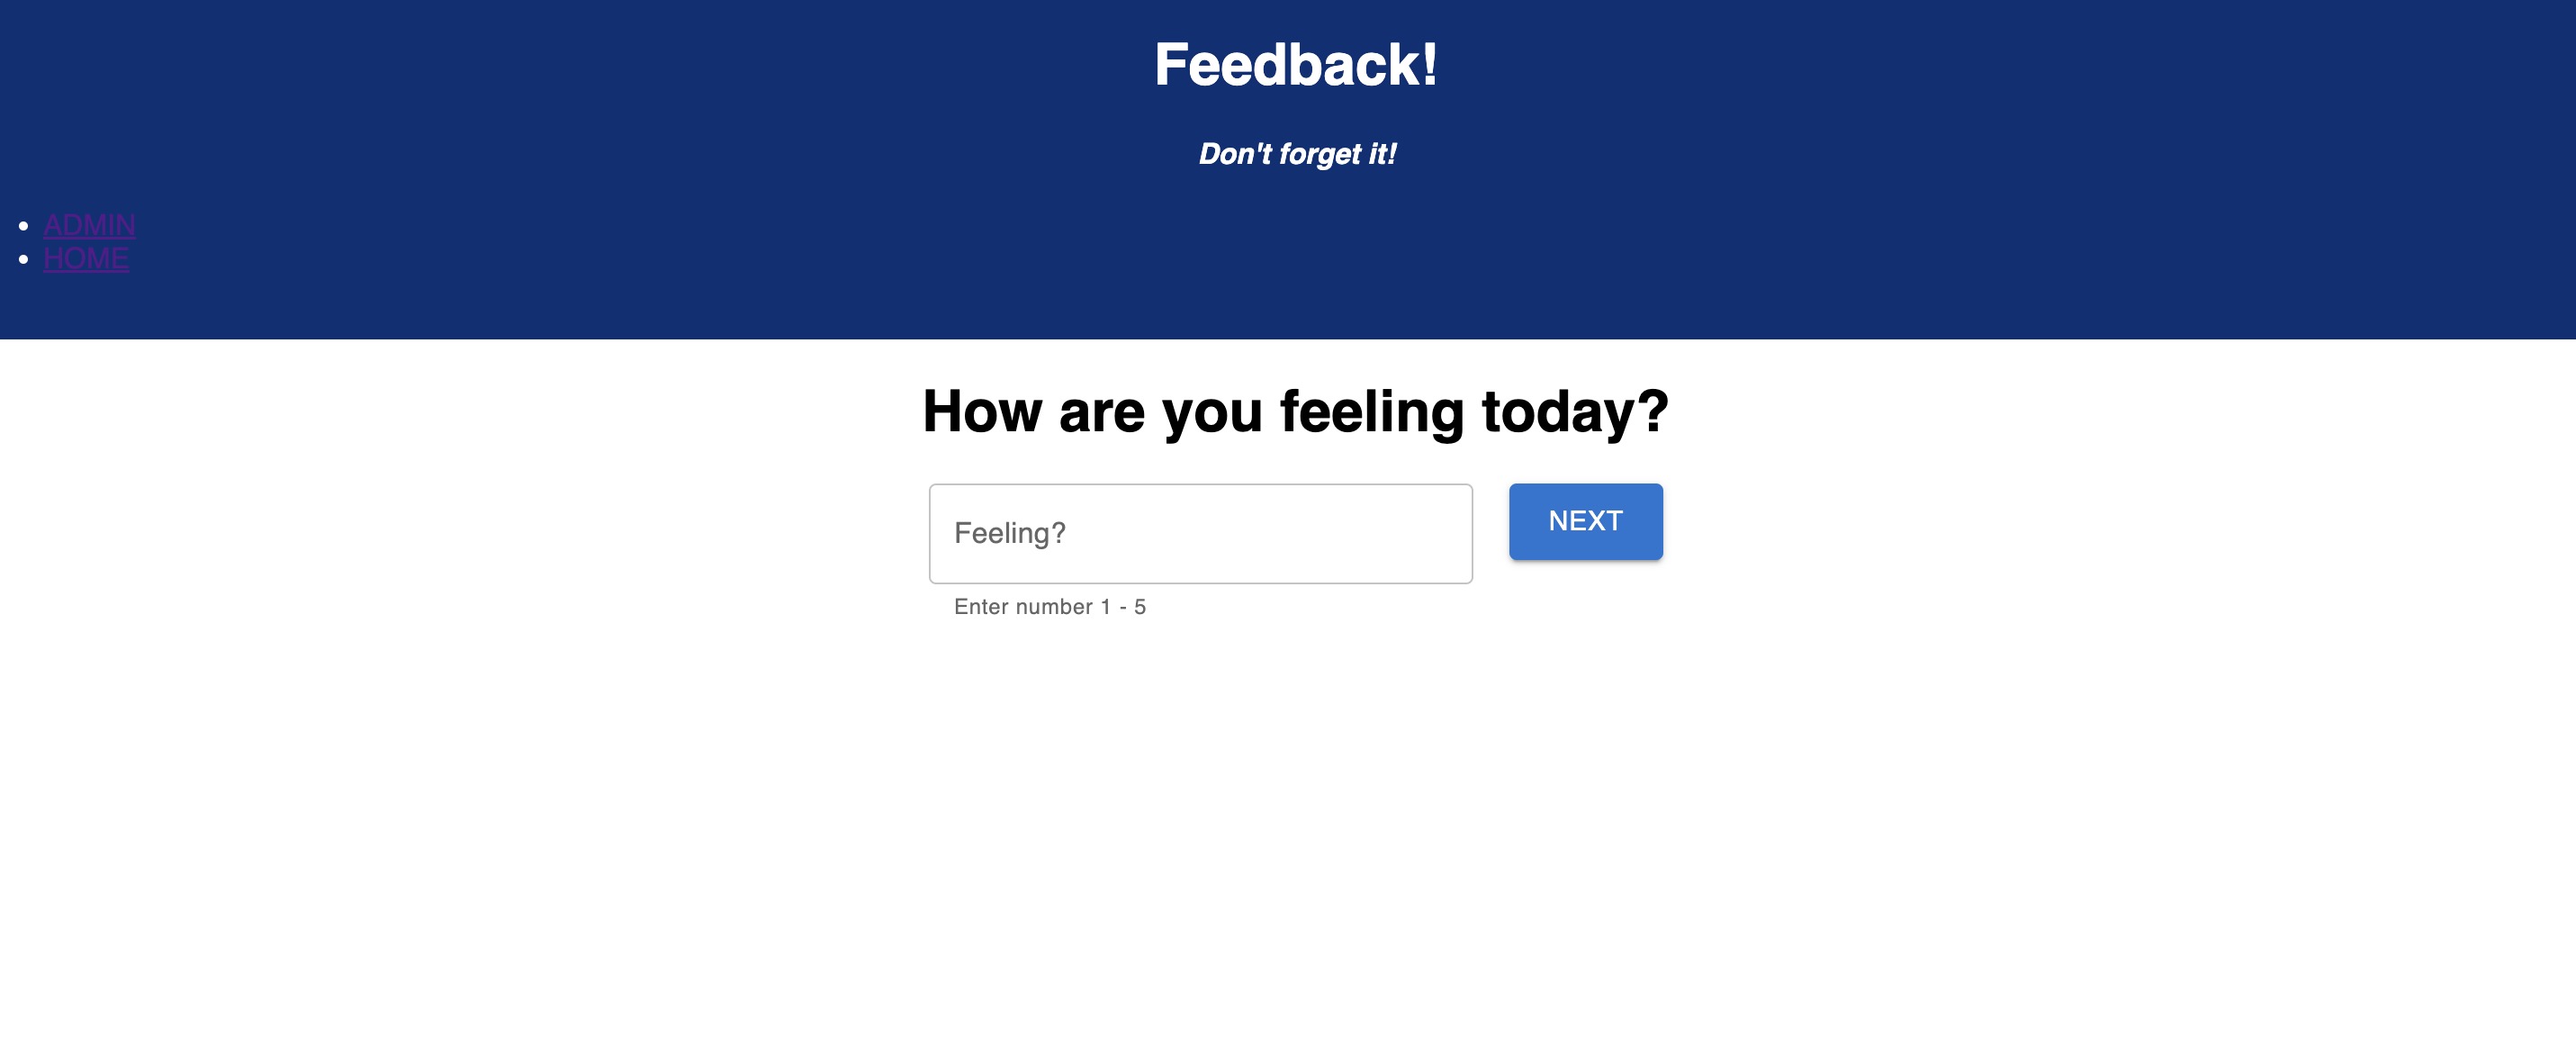 Feedback!
Don't forget it!
ADMIN
HOME
How are you feeling today?
Feeling?
NEXT
Enter number 1 - 5